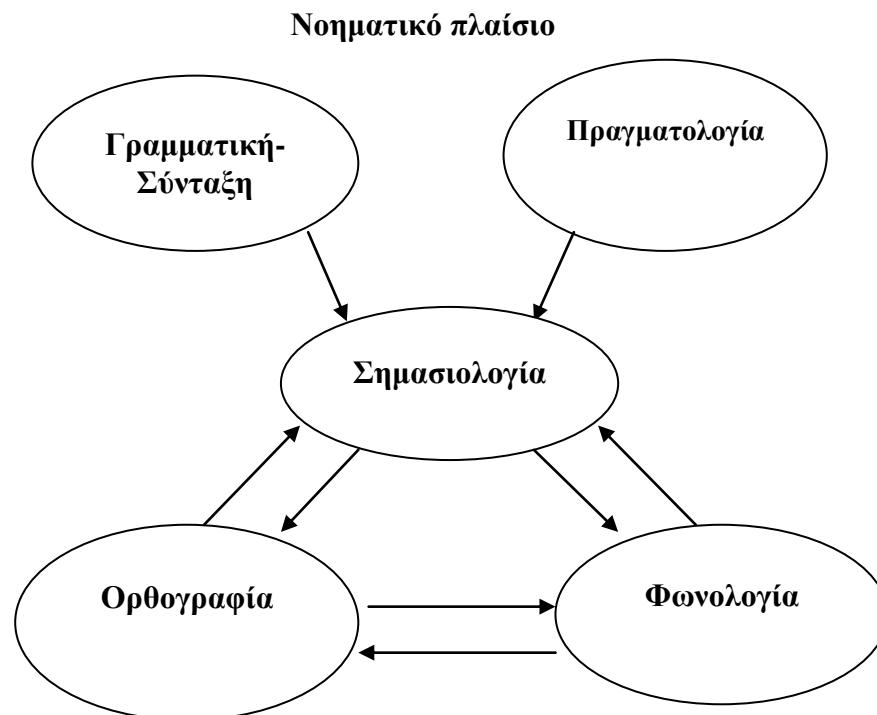 Νοηματικό πλαίσιο
Γραμματική-
Σύνταξη
Πραγματολογία
Σημασιολογία
Ορθογραφία
Φωνολογία